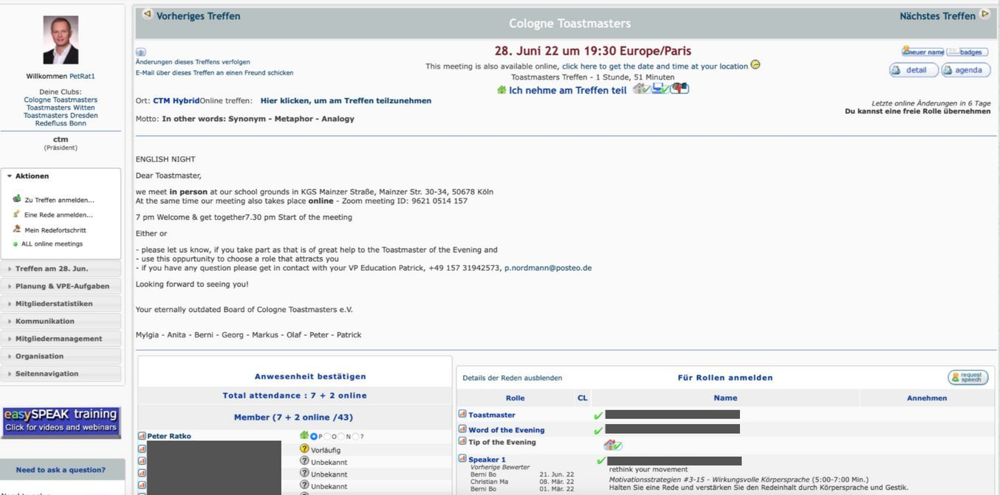 Vorheriges Treffen
Cologne Toastmasters
Nächstes Treffen
Willkommen PetRat1
Deine Clubs:
Cologne Toastmasters
Toastmasters Witten
Toastmasters Dresden
Redefluss Bonn
ctm
(Präsident)
Aktionen
Zu Treffen anmelden...
Eine Rede anmelden...
Mein Redefortschritt
ALL online meetings
Treffen am 28. Jun.
Planung & VPE-Aufgaben
Mitgliederstatistiken
Kommunikation
Mitgliedermanagement
Organisation
Seitennavigation
easySPEAK training
Click for videos and webinars
Need to ask a question?
Änderungen dieses Treffens verfolgen
E-Mail über dieses Treffen an einen Freund schicken
28. Juni 22 um 19:30 Europe/Paris
This meeting is also available online, click here to get the date and time at your location
Toastmasters Treffen - 1 Stunde, 51 Minuten
Ich nehme am Treffen teil
neuer name badges
detail agenda
Letzte online Änderungen in 6 Tage
Du kannst eine freie Rolle übernehmen
Ort: CTM HybridOnline treffen: Hier klicken, um am Treffen teilzunehmen
Motto: In other words: Synonym - Metaphor - Analogy
ENGLISH NIGHT
Dear Toastmaster,
we meet in person at our school grounds in KGS Mainzer Straße, Mainzer Str. 30-34, 50678 Köln
At the same time our meeting also takes place online - Zoom meeting ID: 9621 0514 157
7 pm Welcome & get together7.30 pm Start of the meeting
Either or
- please let us know, if you take part as that is of great help to the Toastmaster of the Evening and
- use this oppurtunity to choose a role that attracts you
- if you have any question please get in contact with your VP Education Patrick, +49 157 31942573, p.nordmann@posteo.de
Looking forward to seeing you!
Your eternally outdated Board of Cologne Toastmasters e.V.
Mylgia - Anita - Berni - Georg - Markus - Olaf - Peter - Patrick
Anwesenheit bestätigen
Total attendance : 7 + 2 online
Member (7 + 2 online /43)
Peter Ratko P O N ?
Vorläufig
Unbekannt
Unbekannt
Unbekannt
Details der Reden ausblenden
Für Rollen anmelden
request speech
Rolle CL Name Annehmen
Toastmaster
Word of the Evening
Tip of the Evening
Speaker 1
Vorherige Bewerter
Berni Bo 21. Jun. 22
Christian Ma 08. Mär. 22
Berni Bo 01. Mär. 22
rethink your movement
Motivationsstrategien #3-15 - Wirkungsvolle Körpersprache (5:00-7:00 Min.)
Halten Sie eine Rede und verstärken Sie den Redeinhalt durch Körpersprache und Gestik.